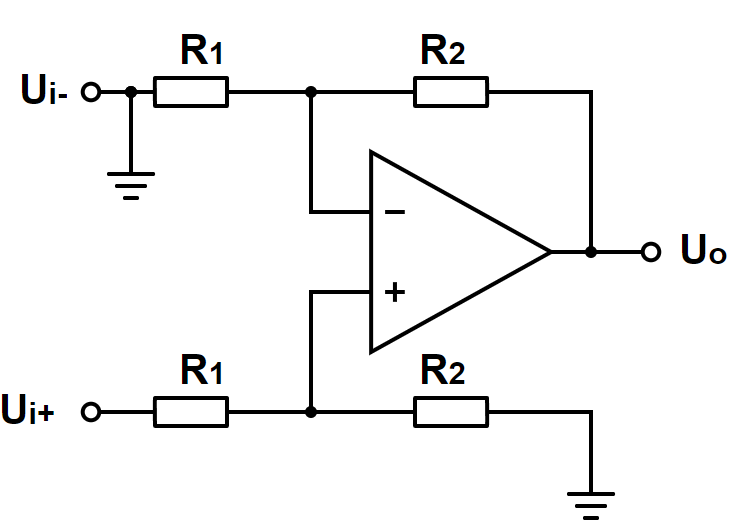 R1 R2
Ui-
−
Uo
+
R1 R2
Ui+